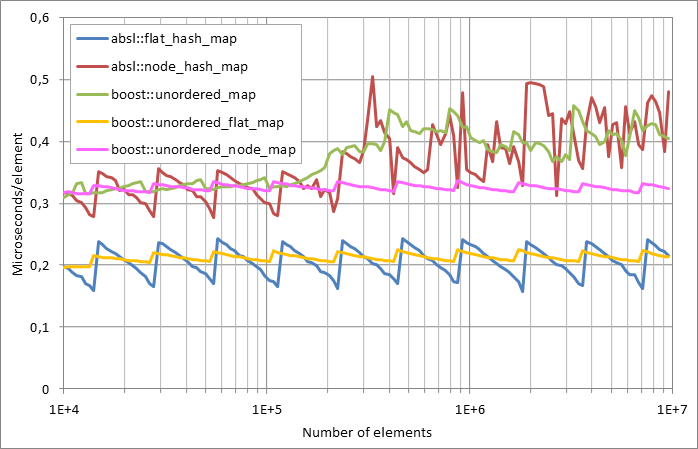 0,6
absl::flat_hash_map
absl::node_hash_map
boost::unordered_map
boost::unordered_flat_map
boost::unordered_node_map
0,5
0,4
0,3
0,2
0,1
0
Microseconds/element
1E+4
1E+5
1E+6
1E+7
Number of elements